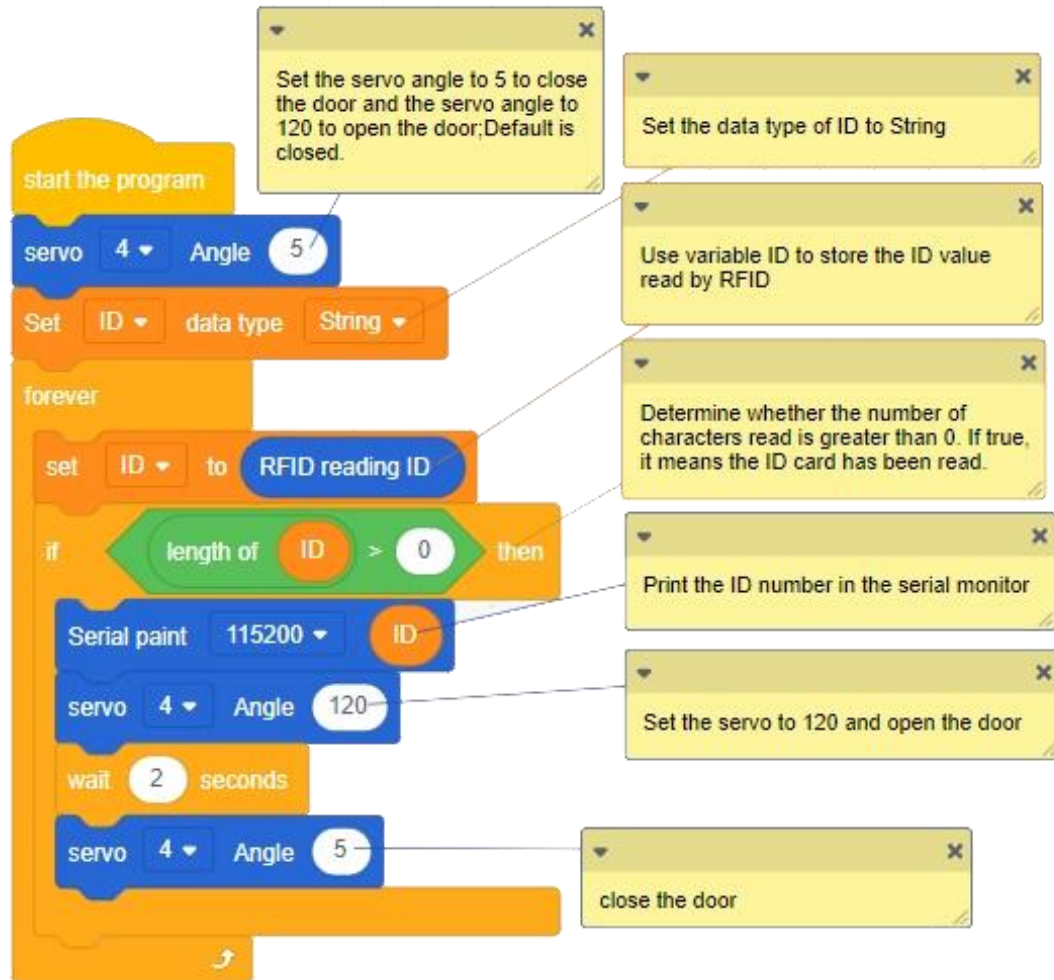 Set the servo angle to 5 to close
the door and the servo angle to
120 to open the door;Default is
closed.
Set the data type of ID to String
start the program
servo 4 Angle 5
Use variable ID to store the ID value
read by RFID
Set ID data type String
forever
Determine whether the number of
characters read is greater than 0. If true,
it means the ID card has been read.
set ID to RFID reading ID
if length of ID > 0 then
Print the ID number in the serial monitor
Serial paint 115200 ID
servo 4 Angle 120
Set the servo to 120 and open the door
wait 2 seconds
servo 4 Angle 5
close the door